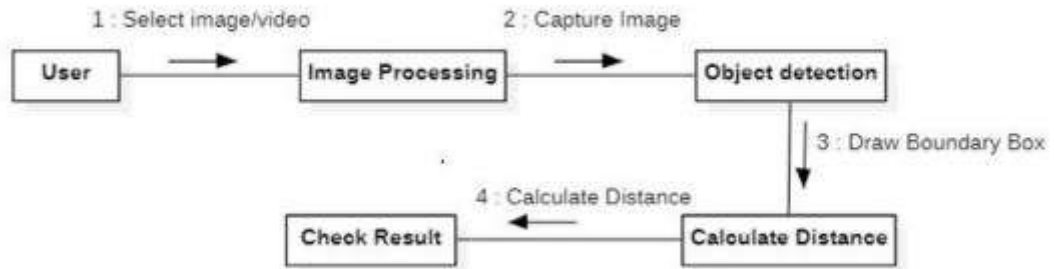 1 : Select image/video
2 : Capture Image
User
Image Processing
Object detection
3 : Draw Boundary Box
4 : Calculate Distance
Check Result
Calculate Distance